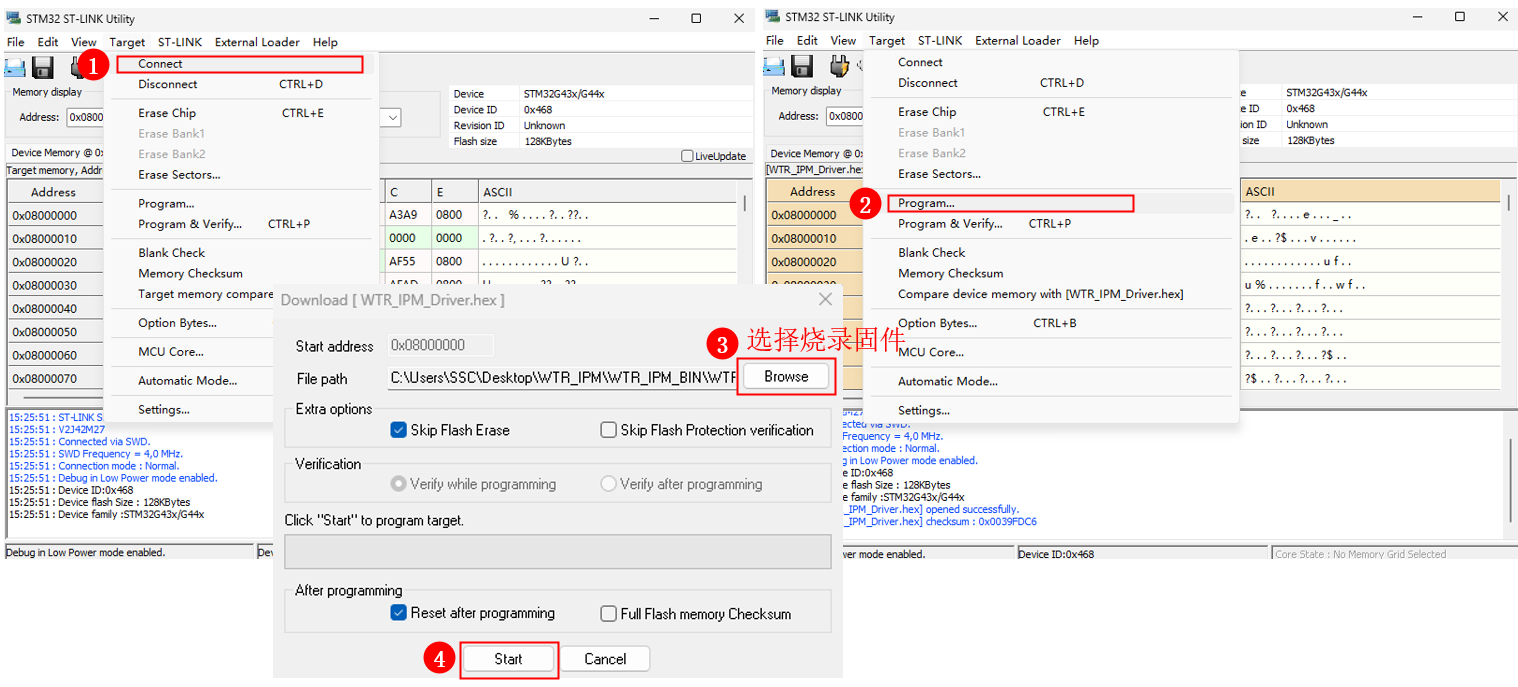 STM32 ST-LINK Utility
File Edit View Target ST-LINK External Loader Help
1
Connect
Disconnect CTRL+D
Erase Chip CTRL+E
Erase Bank1
Erase Bank2
Erase Sectors...
Program...
Program & Verify... CTRL+P
Blank Check
Memory Checksum
Target memory compare
Option Bytes...
MCU Core...
Automatic Mode...
Settings...
Memory display
Address: 0x0800
Device STM32G43x/G44x
Device ID 0x468
Revision ID Unknown
Flash size 128KBytes
LiveUpdate
Device Memory @ 0x
Target memory, Addr
Address C E ASCII
0x08000000 A3A9 0800 ?.. %....?..??..
0x08000010 0000 0000 .?..?,...?......
0x08000020 AF55 0800 ............U?..
0x08000030
0x08000040
0x08000050
0x08000060
0x08000070
15:25:51 : ST-LINK S
15:25:51 : V2J42M27
15:25:51 : Connected via SWD.
15:25:51 : SWD Frequency = 4,0 MHz.
15:25:51 : Connection mode : Normal.
15:25:51 : Debug in Low Power mode enabled.
15:25:51 : Device ID:0x468
15:25:51 : Device flash Size : 128KBytes
15:25:51 : Device family :STM32G43x/G44x
Debug in Low Power mode enabled. Dev
STM32 ST-LINK Utility
File Edit View Target ST-LINK External Loader Help
Connect
Disconnect CTRL+D
Erase Chip CTRL+E
Erase Bank1
Erase Bank2
Erase Sectors...
2
Program...
Program & Verify... CTRL+P
Blank Check
Memory Checksum
Compare device memory with [WTR_IPM_Driver.hex]
Option Bytes... CTRL+B
MCU Core...
Automatic Mode...
Settings...
Memory display
Address: 0x0800
STM32G43x/G44x
e ID 0x468
ion ID Unknown
size 128KBytes
Device Memory @ 0x
[WTR_IPM_Driver.he
Address ASCII
0x08000000 ?.. ?....e..._..
0x08000010 .e..?$...v......
0x08000020 ............uf..
0x08000030 u%.......f..wf..
?...?...?...?...
?...?...?...?...
?...?...?...?$..
?$..?...?...?...
ected via SWD.
Frequency = 4,0 MHz.
ection mode : Normal.
g in Low Power mode enabled.
e ID:0x468
e flash Size : 128KBytes
e family :STM32G43x/G44x
_IPM_Driver.hex] opened successfully.
_IPM_Driver.hex] checksum : 0x0039FDC6
wer mode enabled. Device ID:0x468 Core State : No Memory Grid Selected
Download [ WTR_IPM_Driver.hex ]
Start address 0x08000000
3 选择烧录固件
File path C:\Users\SSC\Desktop\WTR_IPM\WTR_IPM_BIN\WTF Browse
Extra options
Skip Flash Erase Skip Flash Protection verification
Verification
Verify while programming Verify after programming
Click "Start" to program target.
After programming
Reset after programming Full Flash memory Checksum
4 Start Cancel